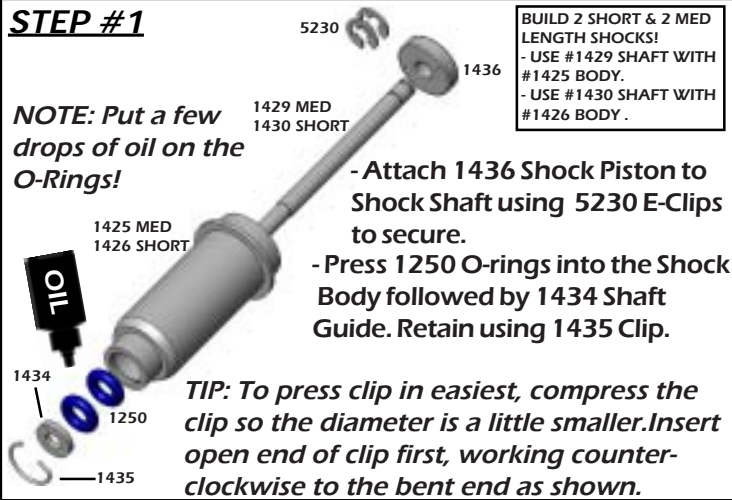 STEP #1
5230
1436
BUILD 2 SHORT & 2 MED
LENGTH SHOCKS!
- USE #1429 SHAFT WITH
#1425 BODY.
- USE #1430 SHAFT WITH
#1426 BODY .
NOTE: Put a few
drops of oil on the
O-Rings!
1429 MED
1430 SHORT
- Attach 1436 Shock Piston to
Shock Shaft using 5230 E-Clips
to secure.
1425 MED
1426 SHORT
- Press 1250 O-rings into the Shock
Body followed by 1434 Shaft
Guide. Retain using 1435 Clip.
OIL
1434
1250
1435
TIP: To press clip in easiest, compress the
clip so the diameter is a little smaller.Insert
open end of clip first, working counter-
clockwise to the bent end as shown.